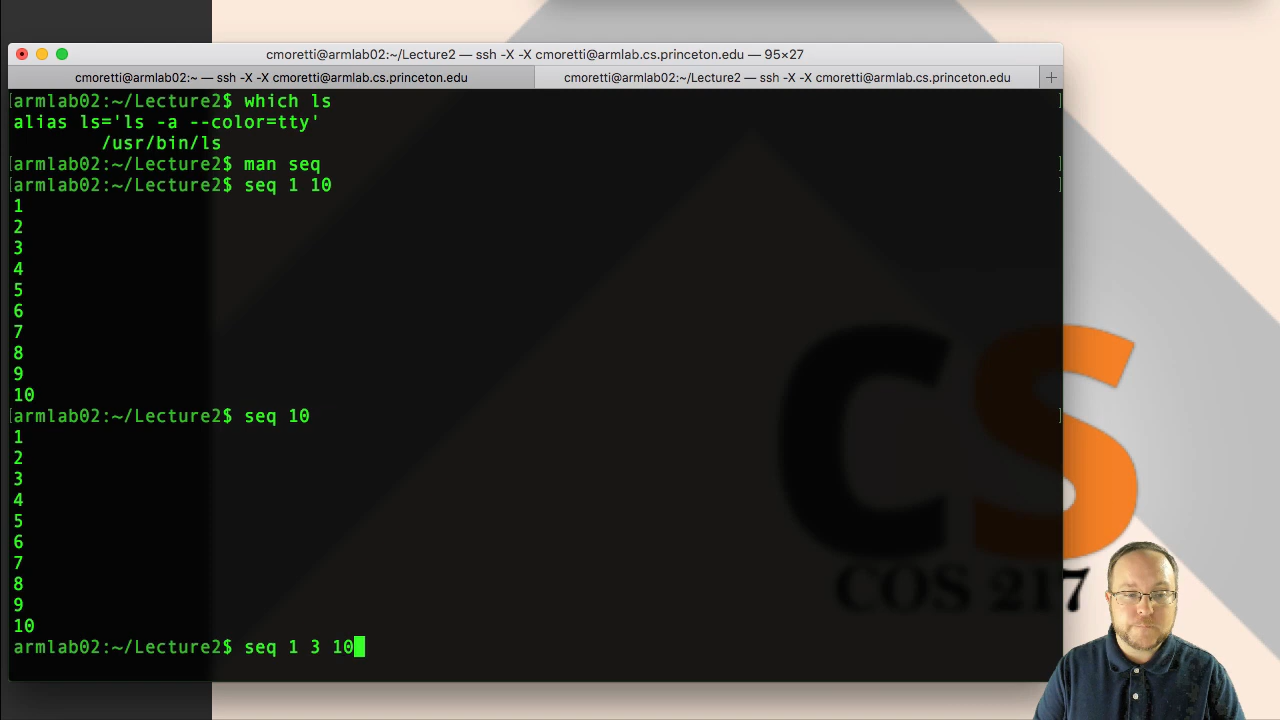 cmoretti@armlab02:~/Lecture2 — ssh -X -X cmoretti@armlab.cs.princeton.edu — 95×27
cmoretti@armlab02:~ — ssh -X -X cmoretti@armlab.cs.princeton.edu
cmoretti@armlab02:~/Lecture2 — ssh -X -X cmoretti@armlab.cs.princeton.edu
[armlab02:~/Lecture2$ which ls ]
alias ls='ls -a --color=tty'
/usr/bin/ls
[armlab02:~/Lecture2$ man seq ]
[armlab02:~/Lecture2$ seq 1 10 ]
1
2
3
4
5
6
7
8
9
10
[armlab02:~/Lecture2$ seq 10 ]
1
2
3
4
5
6
7
8
9
10
armlab02:~/Lecture2$ seq 1 3 10
CS
COS 217